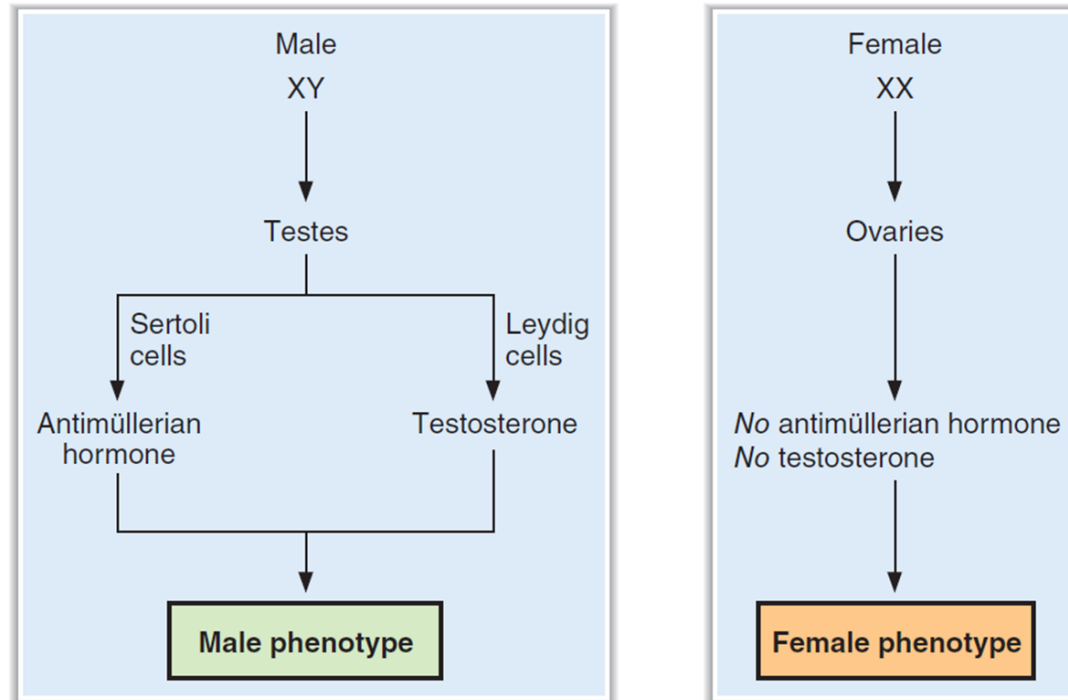 Male
XY
Testes
Sertoli
cells
Leydig
cells
Antimüllerian
hormone
Testosterone
Male phenotype
Female
XX
Ovaries
No antimüllerian hormone
No testosterone
Female phenotype